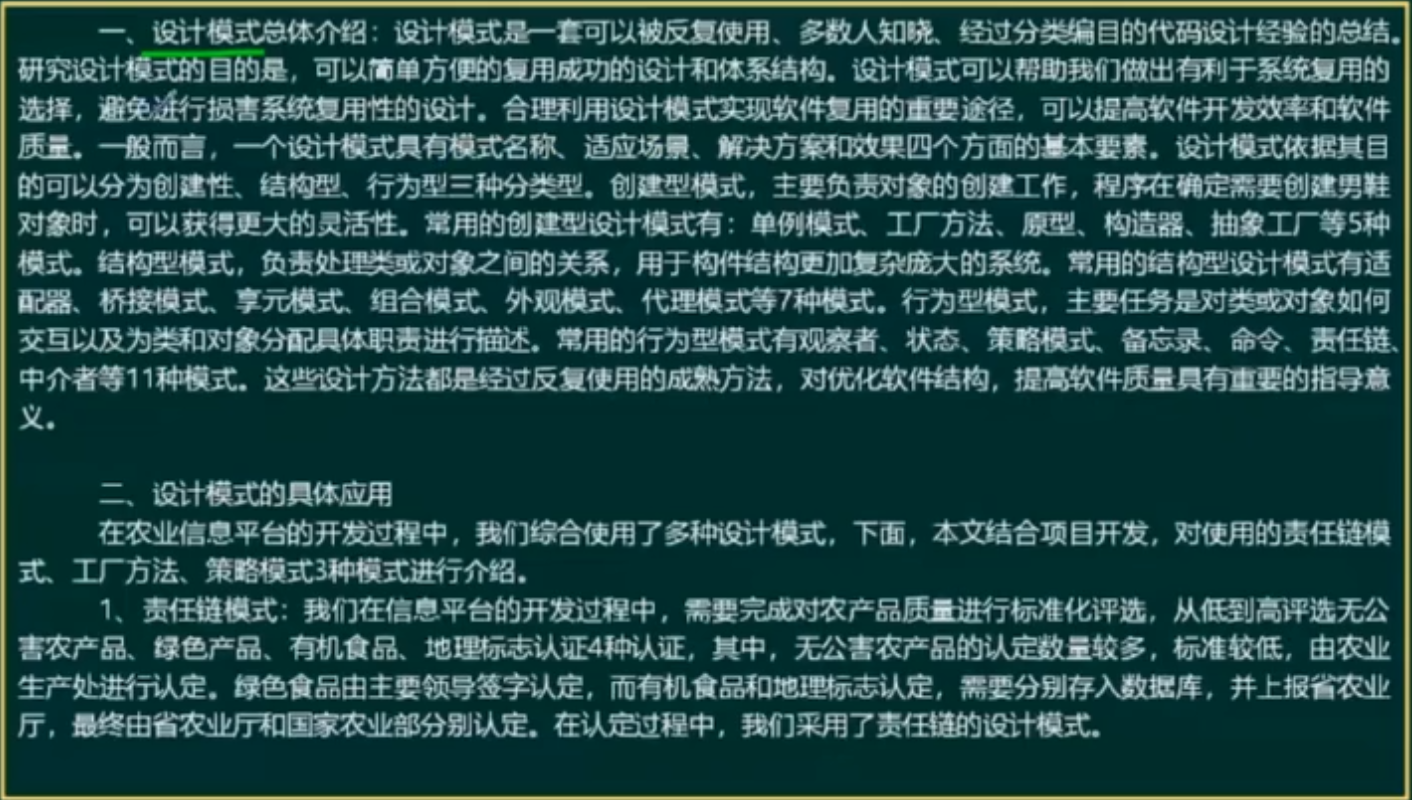 一、设计模式总体介绍：设计模式是一套可以被反复使用、多数人知晓、经过分类编目的代码设计经验的总结。
研究设计模式的目的是，可以简单方便的复用成功的设计和体系结构。设计模式可以帮助我们做出有利于系统复用的
选择，避免进行损害系统复用性的设计。合理利用设计模式实现软件复用的重要途径，可以提高软件开发效率和软件
质量。一般而言，一个设计模式具有模式名称、适应场景、解决方案和效果四个方面的基本要素。设计模式依据其目
的可以分为创建性、结构型、行为型三种分类型。创建型模式，主要负责对象的创建工作，程序在确定需要创建男鞋
对象时，可以获得更大的灵活性。常用的创建型设计模式有：单例模式、工厂方法、原型、构造器、抽象工厂等5种
模式。结构型模式，负责处理类或对象之间的关系，用于构件结构更加复杂庞大的系统。常用的结构型设计模式有适
配器、桥接模式、享元模式、组合模式、外观模式、代理模式等7种模式。行为型模式，主要任务是对类或对象如何
交互以及为类和对象分配具体职责进行描述。常用的行为型模式有观察者、状态、策略模式、备忘录、命令、责任链、
中介者等11种模式。这些设计方法都是经过反复使用的成熟方法，对优化软件结构，提高软件质量具有重要的指导意
义。
二、设计模式的具体应用
在农业信息平台的开发过程中，我们综合使用了多种设计模式，下面，本文结合项目开发，对使用的责任链模
式、工厂方法、策略模式3种模式进行介绍。
1、责任链模式：我们在信息平台的开发过程中，需要完成对农产品质量进行标准化评选，从低到高评选无公
害农产品、绿色产品、有机食品、地理标志认证4种认证，其中，无公害农产品的认定数量较多，标准较低，由农业
生产处进行认定。绿色食品由主要领导签字认定，而有机食品和地理标志认定，需要分别存入数据库，并上报省农业
厅，最终由省农业厅和国家农业部分别认定。在认定过程中，我们采用了责任链的设计模式。